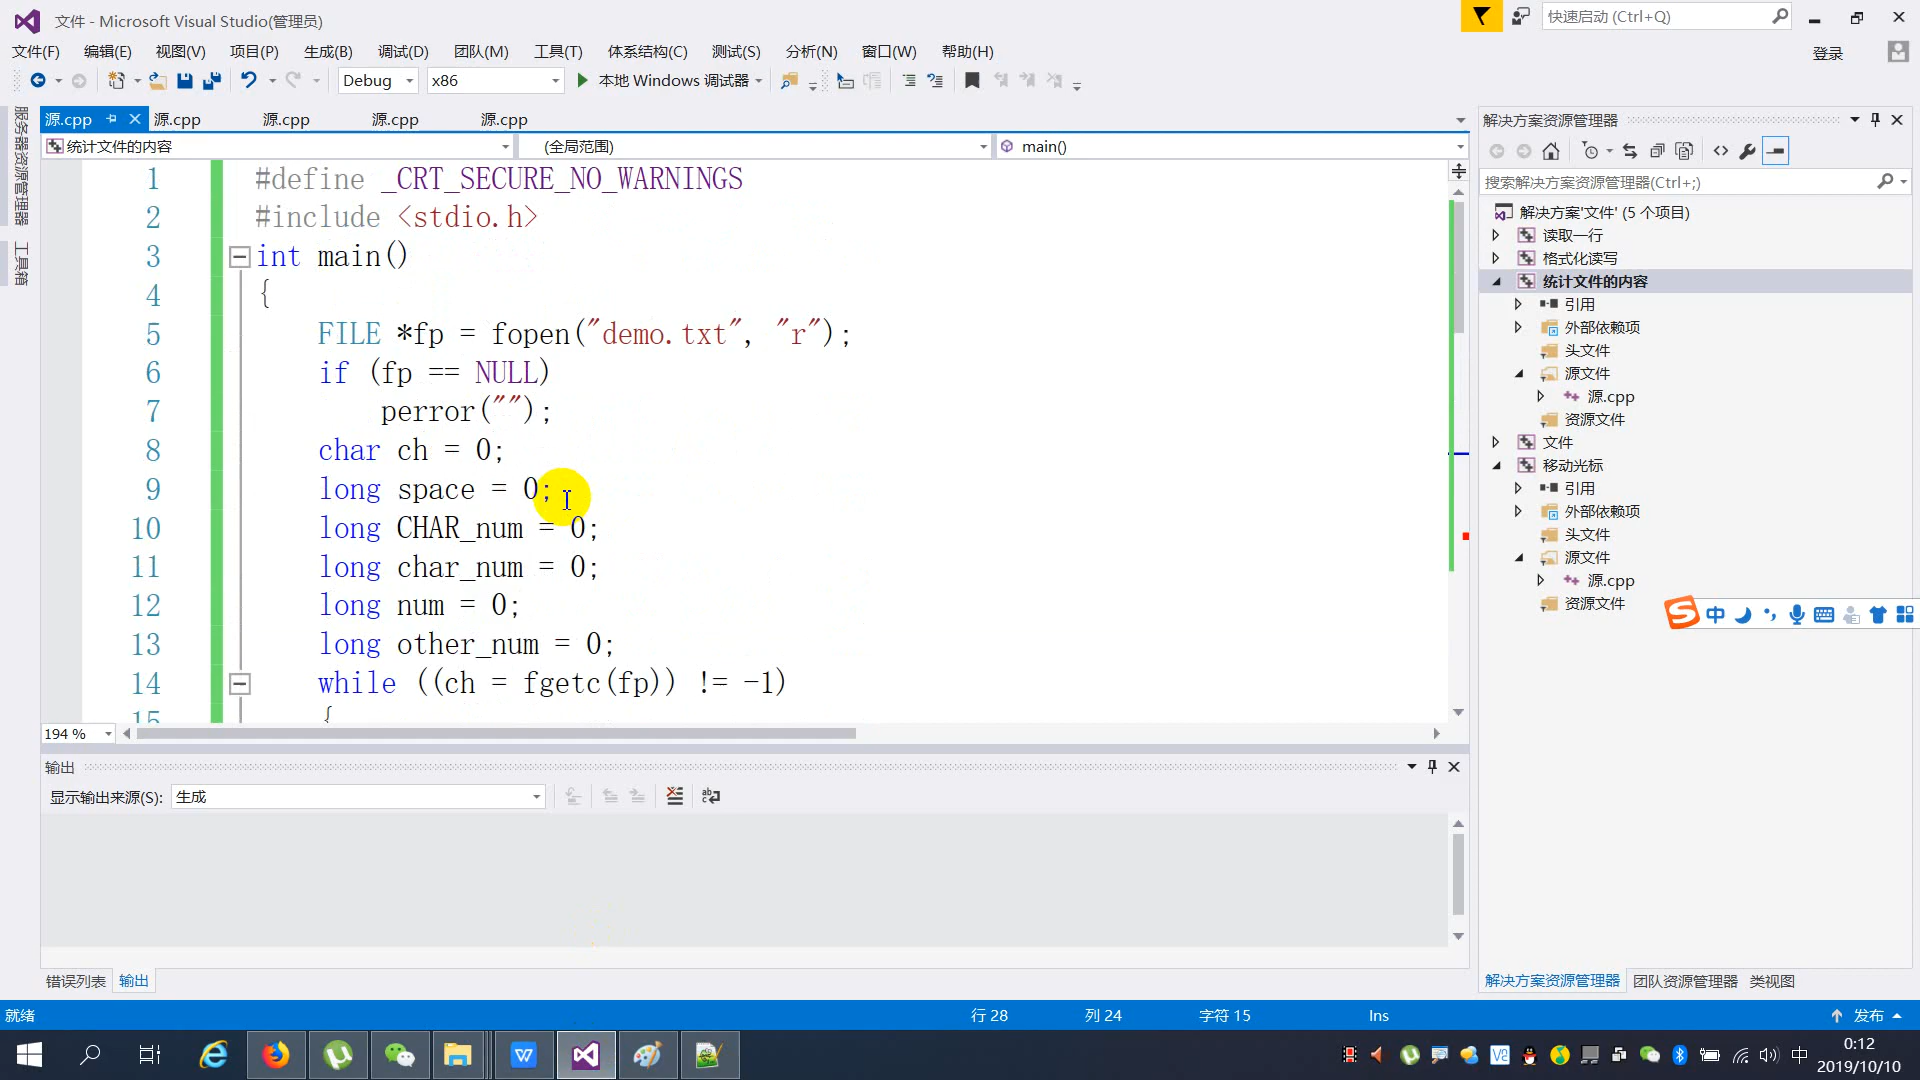 文件 - Microsoft Visual Studio(管理员)
快速启动 (Ctrl+Q)
文件(F) 编辑(E) 视图(V) 项目(P) 生成(B) 调试(D) 团队(M) 工具(T) 体系结构(C) 测试(S) 分析(N) 窗口(W) 帮助(H)
登录
Debug x86 本地 Windows 调试器
服务器资源管理器
工具箱
源.cpp 源.cpp 源.cpp 源.cpp 源.cpp
统计文件的内容 (全局范围) main()
1 #define _CRT_SECURE_NO_WARNINGS
2 #include <stdio.h>
3 int main()
4 {
5 FILE *fp = fopen("demo.txt", "r");
6 if (fp == NULL)
7 perror("");
8 char ch = 0;
9 long space = 0;
10 long CHAR_num = 0;
11 long char_num = 0;
12 long num = 0;
13 long other_num = 0;
14 while ((ch = fgetc(fp)) != -1)
15 {
194 %
输出
显示输出来源(S): 生成
错误列表 输出
解决方案资源管理器
搜索解决方案资源管理器(Ctrl+;)
解决方案'文件' (5 个项目)
读取一行
格式化读写
统计文件的内容
引用
外部依赖项
头文件
源文件
源.cpp
资源文件
文件
移动光标
引用
外部依赖项
头文件
源文件
源.cpp
资源文件
中
解决方案资源管理器 团队资源管理器 类视图
就绪 行 28 列 24 字符 15 Ins 发布
中
0:12
2019/10/10